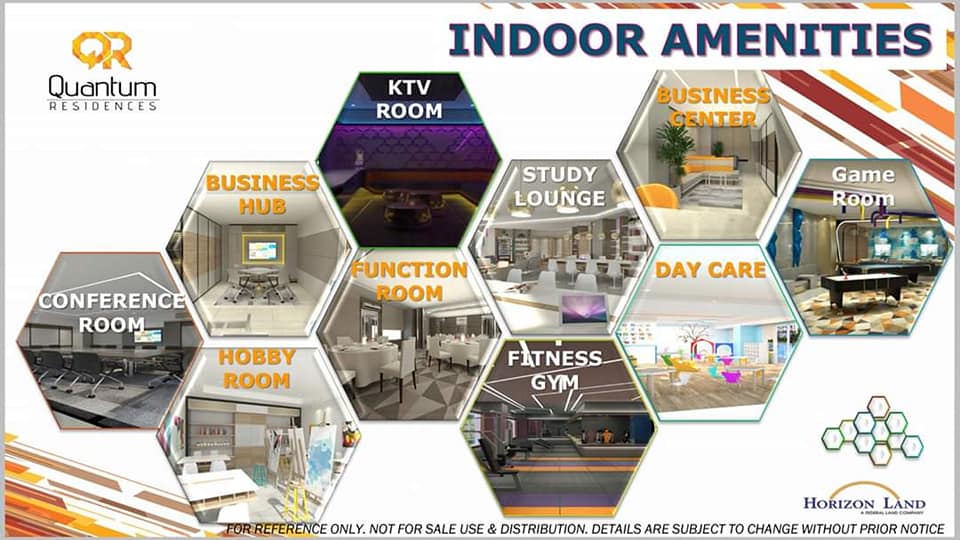 QR
Quantum
RESIDENCES
INDOOR AMENITIES
KTV
ROOM
BUSINESS
CENTER
BUSINESS
HUB
STUDY
LOUNGE
Game
Room
CONFERENCE
ROOM
FUNCTION
ROOM
DAY CARE
HOBBY
ROOM
FITNESS
GYM
HORIZON LAND
A FEDERAL LAND COMPANY
FOR REFERENCE ONLY. NOT FOR SALE USE & DISTRIBUTION. DETAILS ARE SUBJECT TO CHANGE WITHOUT PRIOR NOTICE